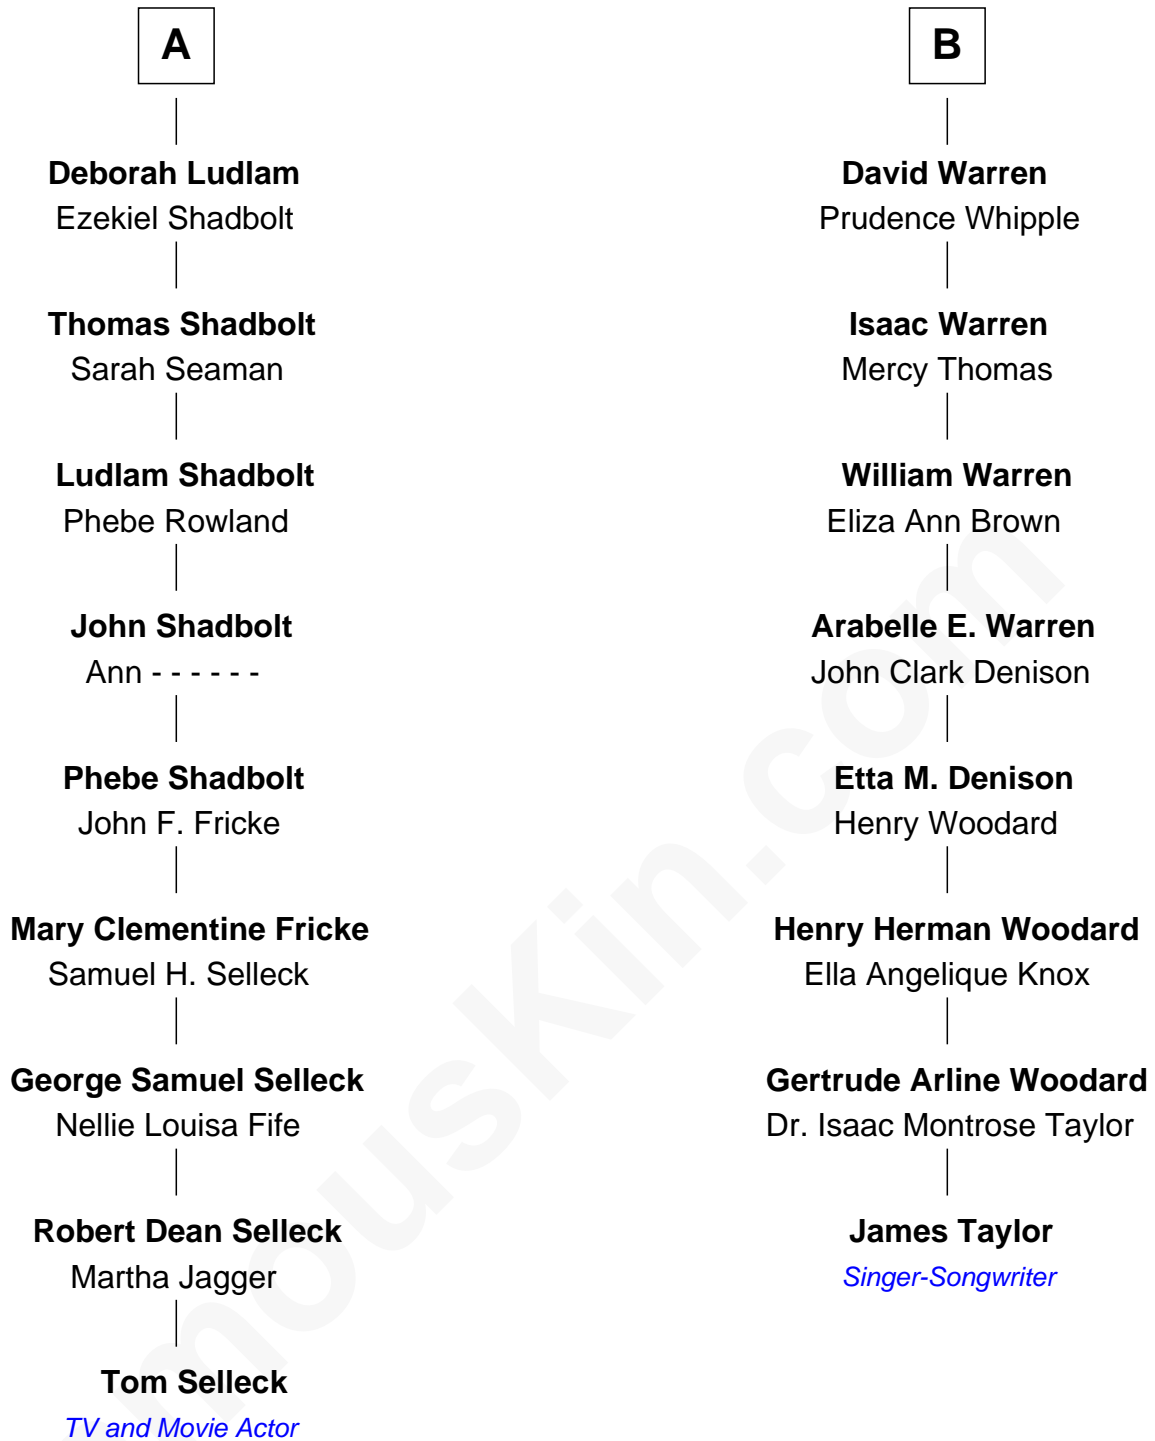 A
Deborah Ludlam
Ezekiel Shadbolt
Thomas Shadbolt
Sarah Seaman
Ludlam Shadbolt
Phebe Rowland
John Shadbolt
Ann - - - - - -
Phebe Shadbolt
John F. Fricke
Mary Clementine Fricke
Samuel H. Selleck
George Samuel Selleck
Nellie Louisa Fife
Robert Dean Selleck
Martha Jagger
Tom Selleck
TV and Movie Actor
B
David Warren
Prudence Whipple
Isaac Warren
Mercy Thomas
William Warren
Eliza Ann Brown
Arabelle E. Warren
John Clark Denison
Etta M. Denison
Henry Woodard
Henry Herman Woodard
Ella Angelique Knox
Gertrude Arline Woodard
Dr. Isaac Montrose Taylor
James Taylor
Singer-Songwriter
mousKin.com